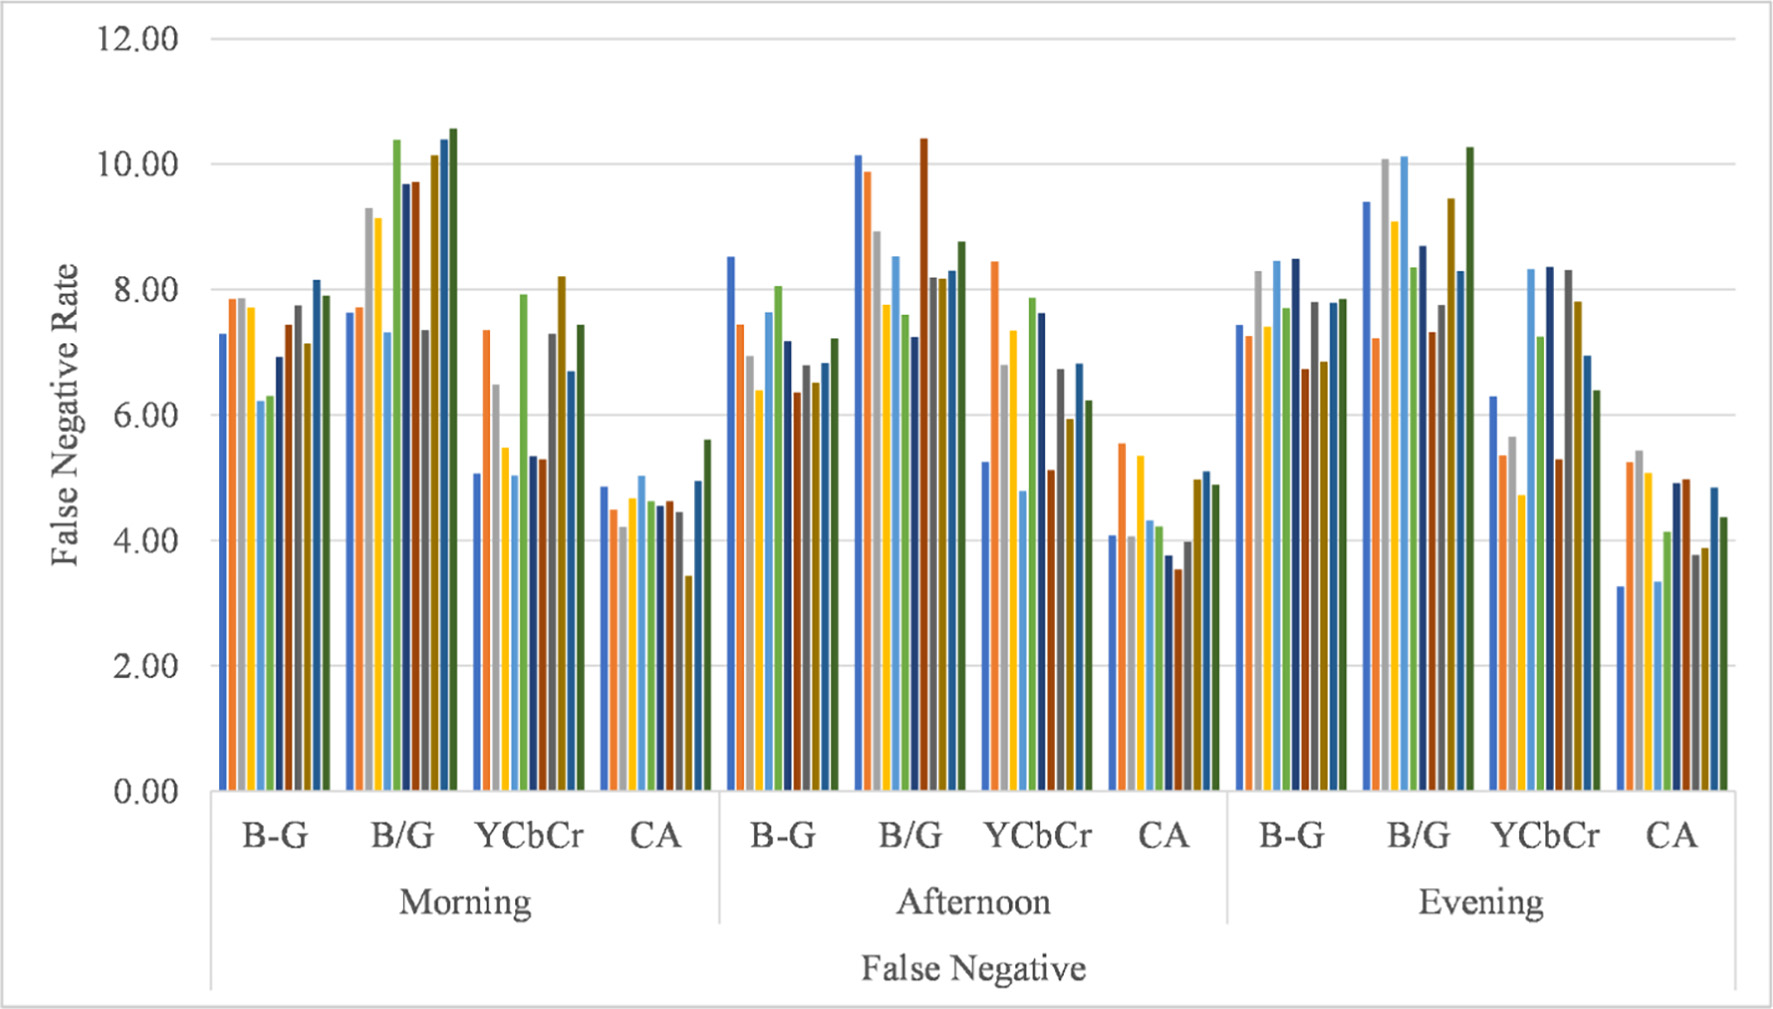 12.00
10.00
8.00
6.00
4.00
2.00
0.00
False Negative Rate
B-G B/G YCbCr CA B-G B/G YCbCr CA B-G B/G YCbCr CA
Morning Afternoon Evening
False Negative